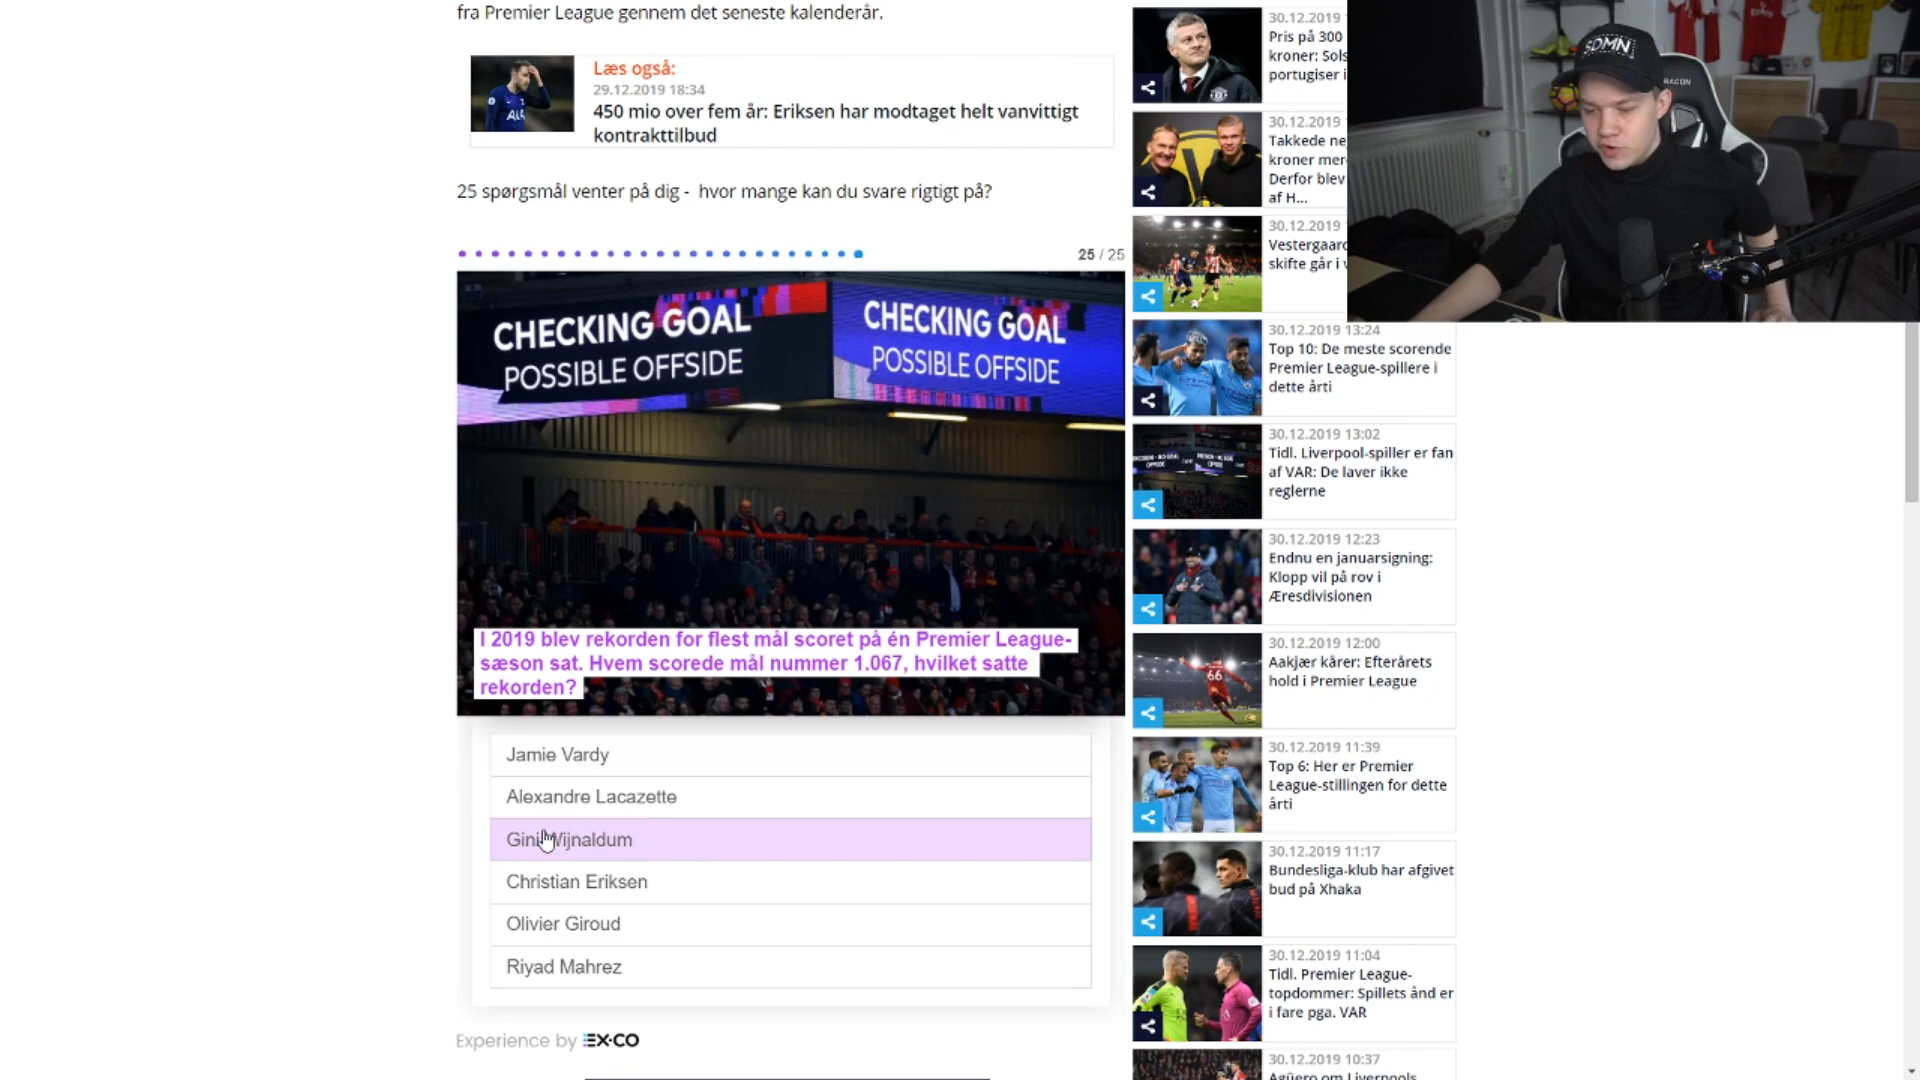 fra Premier League gennem det seneste kalenderår.
Læs også:
29.12.2019 18:34
450 mio over fem år: Eriksen har modtaget helt vanvittigt
kontrakttilbud
25 spørgsmål venter på dig - hvor mange kan du svare rigtigt på?
25 / 25
CHECKING GOAL
POSSIBLE OFFSIDE
CHECKING GOAL
POSSIBLE OFFSIDE
I 2019 blev rekorden for flest mål scoret på én Premier League-
sæson sat. Hvem scorede mål nummer 1.067, hvilket satte
rekorden?
Jamie Vardy
Alexandre Lacazette
Gini Wijnaldum
Christian Eriksen
Olivier Giroud
Riyad Mahrez
Experience by EX·CO
30.12.2019
Pris på 300
kroner:
portugiser i
30.12.2019
Takkede
kroner
Derfor blev
af H...
30.12.2019
skifte går i
30.12.2019 13:24
Top 10: De meste scorende
Premier League-spillere i
dette årti
30.12.2019 13:02
Tidl. Liverpool-spiller er fan
af VAR: De laver ikke
reglerne
30.12.2019 12:23
Endnu en januarsigning:
Klopp vil på rov i
Æresdivisionen
30.12.2019 12:00
Aakjær kårer: Efterårets
hold i Premier League
66
30.12.2019 11:39
Top 6: Her er Premier
League-stillingen for dette
årti
30.12.2019 11:17
Bundesliga-klub har afgivet
bud på Xhaka
30.12.2019 11:04
Tidl. Premier League-
topdommer: Spillets ånd er
i fare pga. VAR
30.12.2019 10:37
Agüero om Liverpools
SDMN
RACON